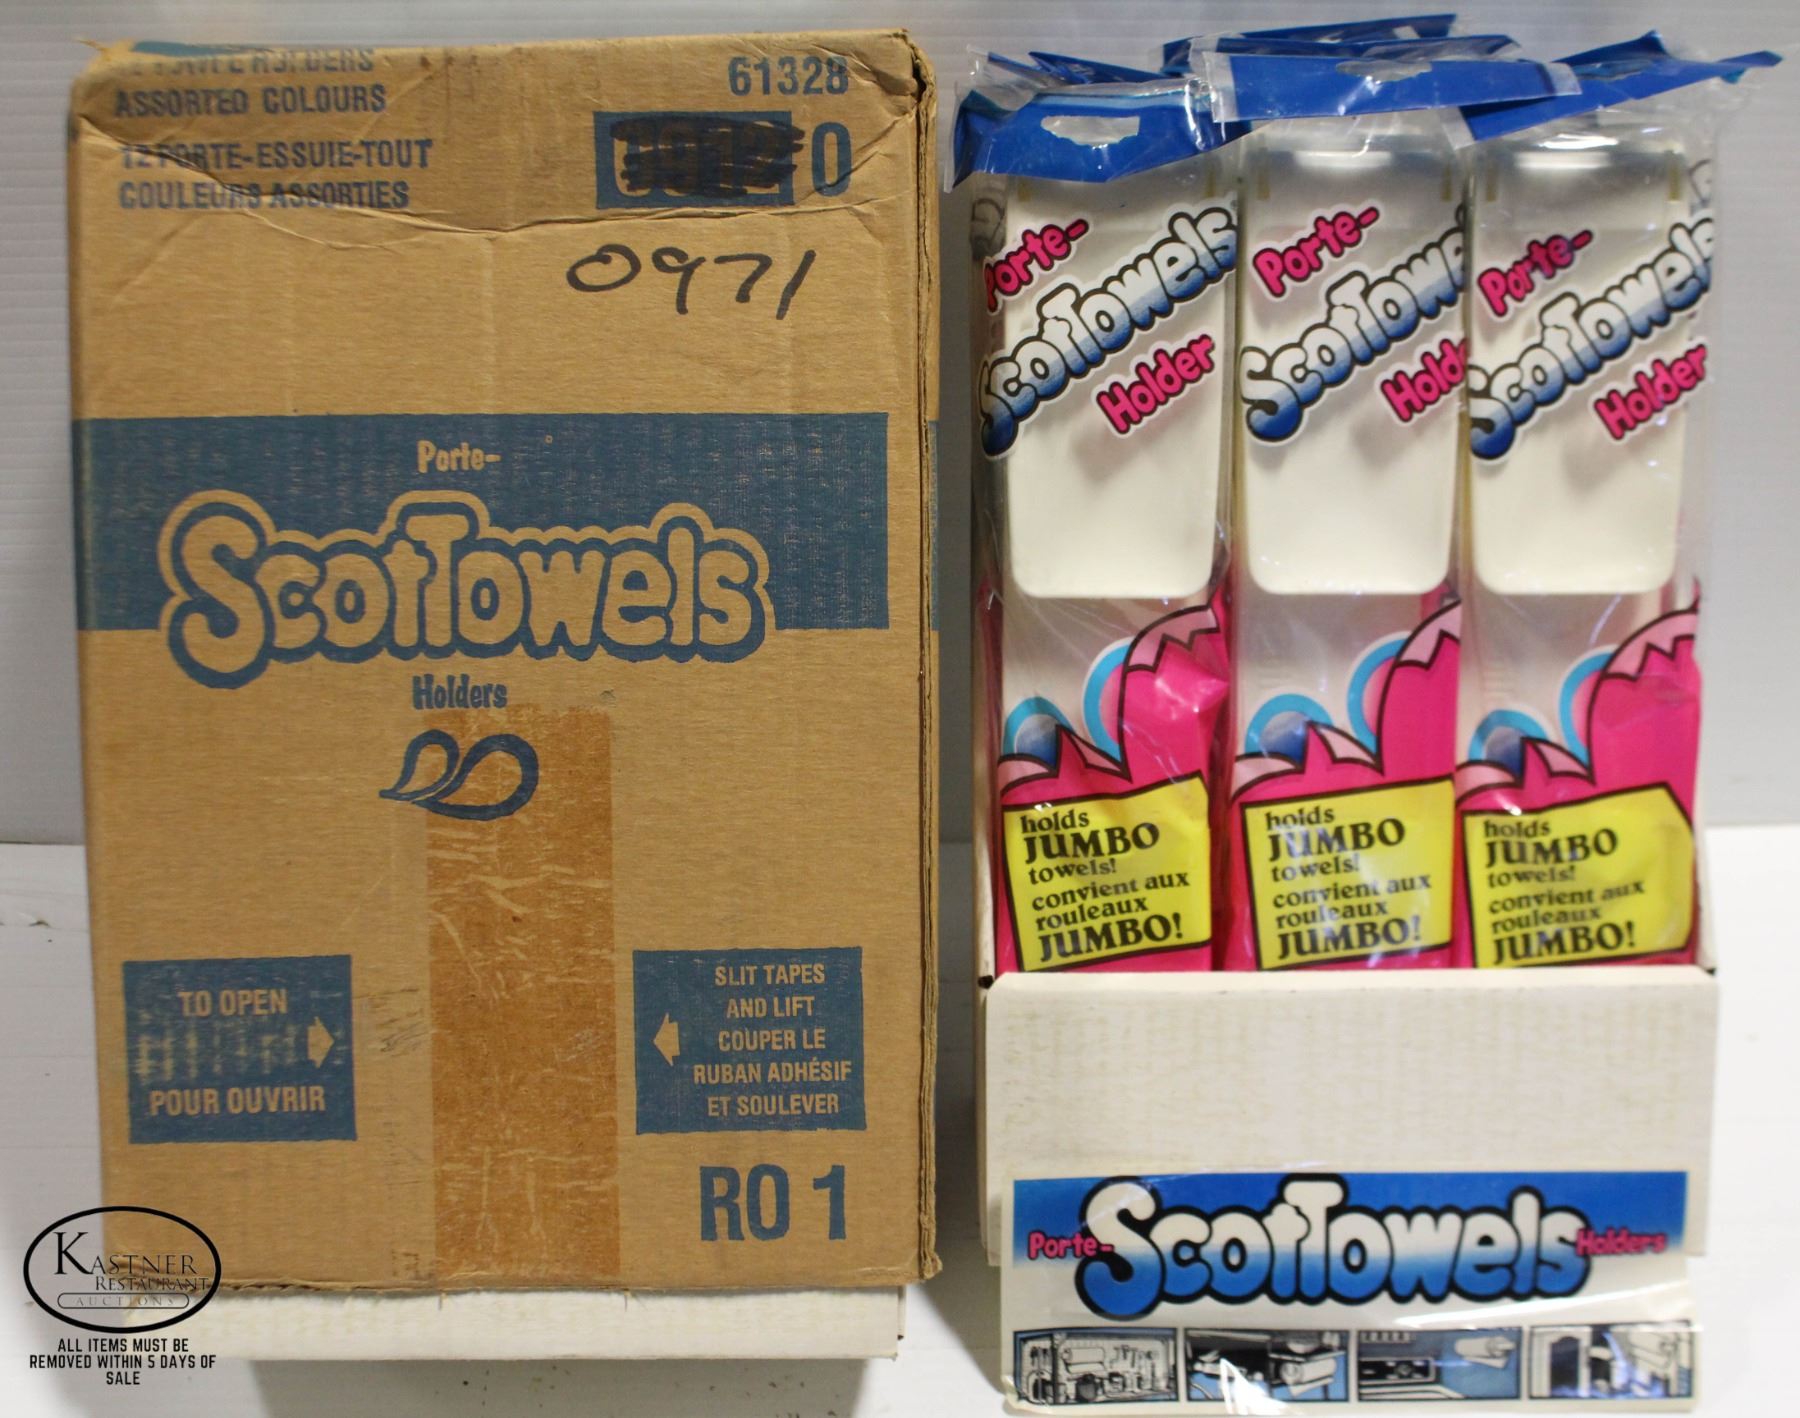 HOLDERS
ASSORTED COLOURS
12 PORTE-ESSUIE-TOUT
COULEURS ASSORTIES
61328
0
0971
Porte-
ScotTowels
Holders
TO OPEN
POUR OUVRIR
SLIT TAPES
AND LIFT
COUPER LE
RUBAN ADHÉSIF
ET SOULEVER
RO 1
Porte-
ScotTowels
Holder
holds
JUMBO
towels!
convient aux
rouleaux
JUMBO!
Porte-
ScotTowe
Hold
holds
JUMBO
towels!
convient aux
rouleaux
JUMBO!
Porte-
ScotTowels
Holder
holds
JUMBO
towels!
convient aux
rouleaux
JUMBO!
Porte-ScotTowels Holders
KASTNER
RESTAURANT
AUCTIONS
ALL ITEMS MUST BE
REMOVED WITHIN 5 DAYS OF
SALE